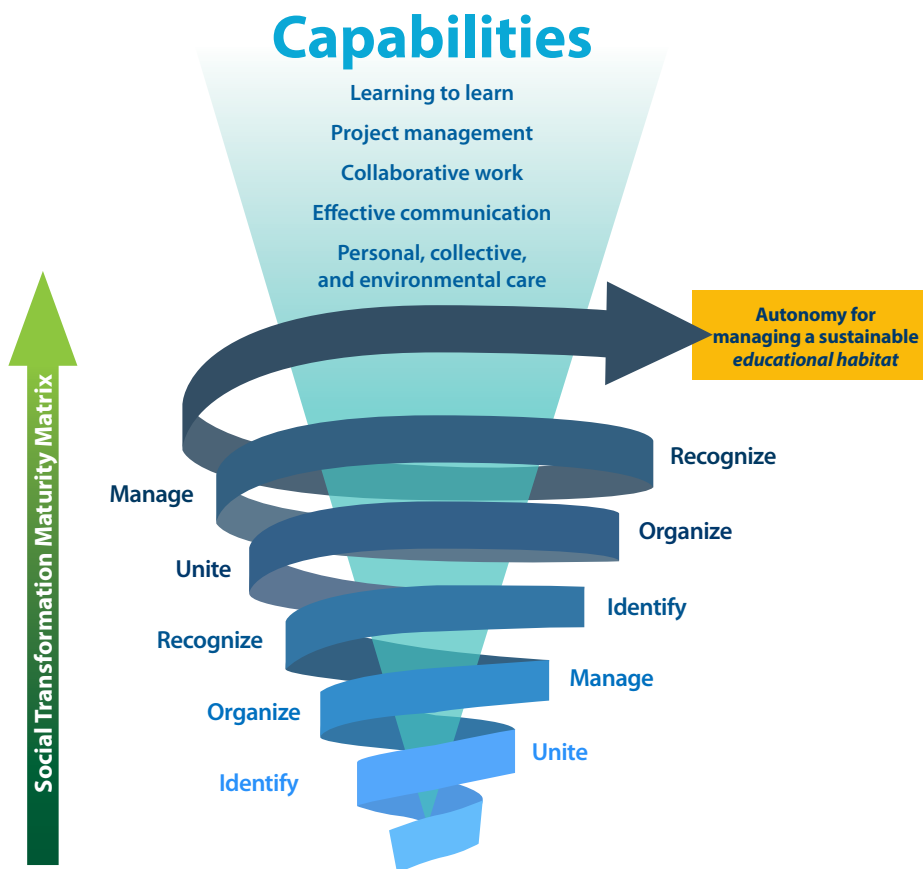 Capabilities
Learning to learn
Project management
Collaborative work
Effective communication
Personal, collective,
and environmental care
Autonomy for
managing a sustainable
educational habitat
Social Transformation Maturity Matrix
Recognize
Manage
Organize
Unite
Identify
Recognize
Manage
Organize
Unite
Identify